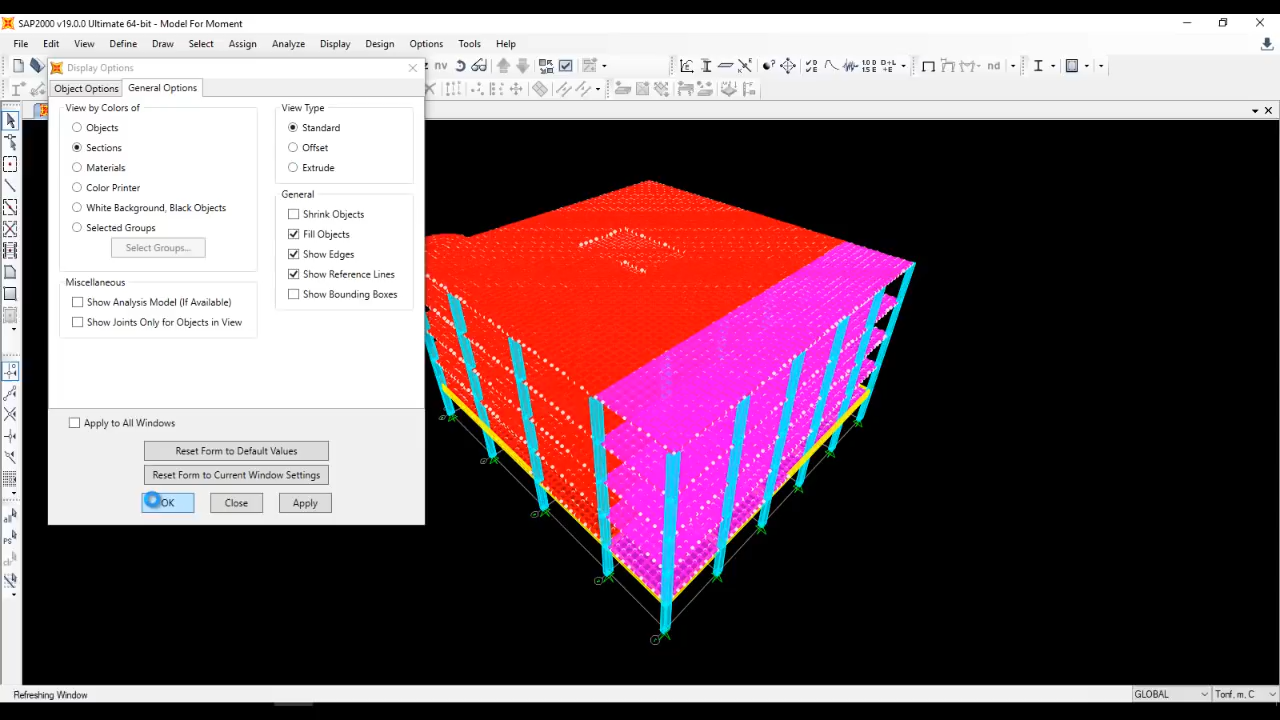 SAP2000 v19.0.0 Ultimate 64-bit - Model For Moment
File Edit View Define Draw Select Assign Analyze Display Design Options Tools Help
nv
nd
Display Options
Object Options
General Options
View by Colors of
Objects
Sections
Materials
Color Printer
White Background, Black Objects
Selected Groups
Select Groups...
Miscellaneous
Show Analysis Model (If Available)
Show Joints Only for Objects in View
View Type
Standard
Offset
Extrude
General
Shrink Objects
Fill Objects
Show Edges
Show Reference Lines
Show Bounding Boxes
Apply to All Windows
Reset Form to Default Values
Reset Form to Current Window Settings
OK Close Apply
all
PS
clr
Refreshing Window
GLOBAL
Tonf, m, C